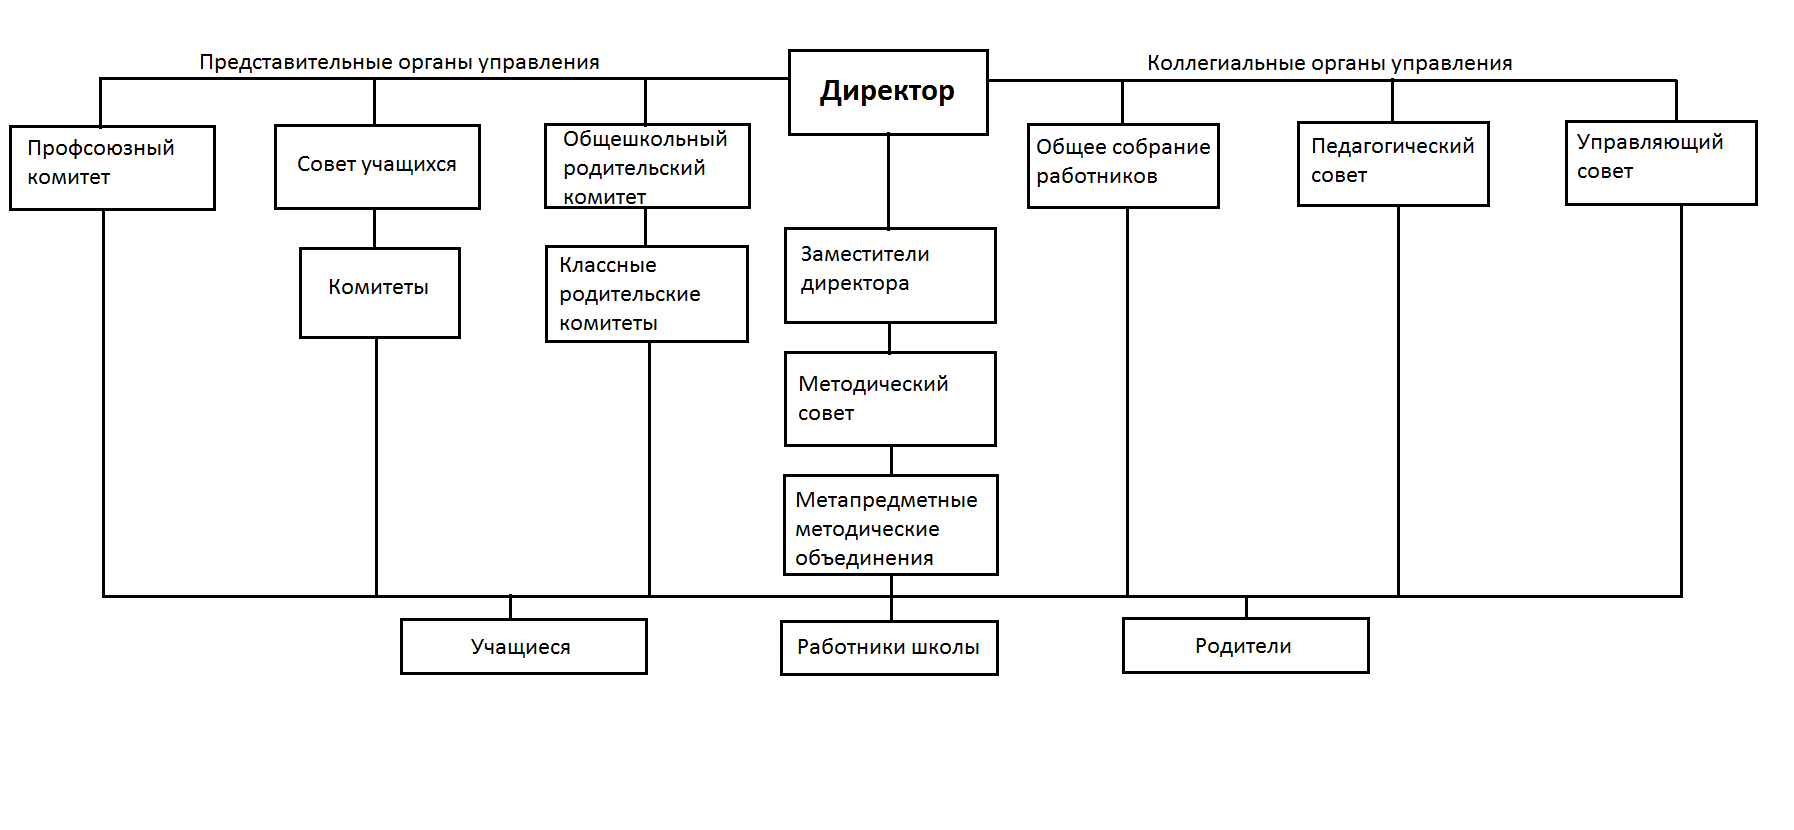 Представительные органы управления
Директор
Коллегиальные органы управления
Профсоюзный
комитет
Совет учащихся
Общешкольный
родительский
комитет
Общее собрание
работников
Педагогический
совет
Управляющий
совет
Комитеты
Классные
родительские
комитеты
Заместители
директора
Методический
совет
Метапредметные
методические
объединения
Учащиеся
Работники школы
Родители